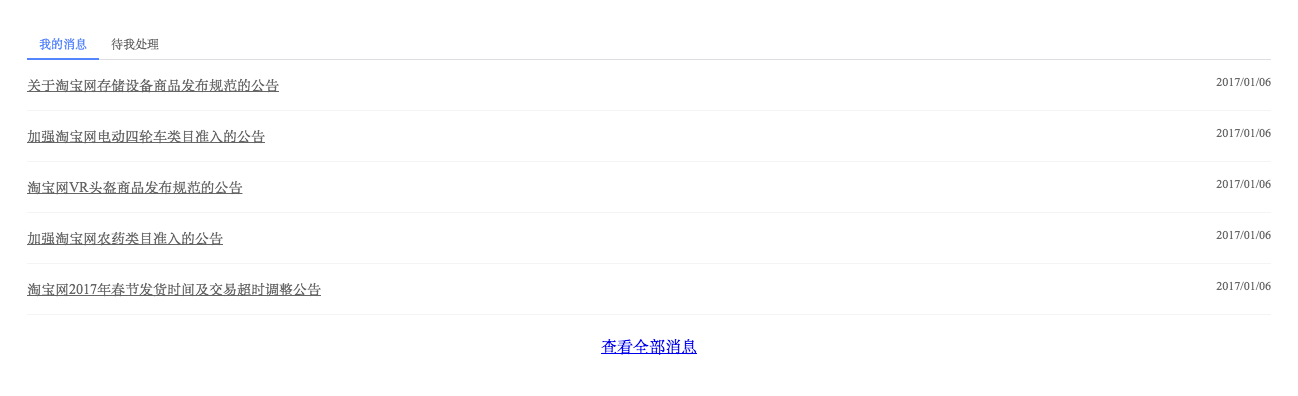 我的消息 待我处理
关于淘宝网存储设备商品发布规范的公告 2017/01/06
加强淘宝网电动四轮车类目准入的公告 2017/01/06
淘宝网VR头盔商品发布规范的公告 2017/01/06
加强淘宝网农药类目准入的公告 2017/01/06
淘宝网2017年春节发货时间及交易超时调整公告 2017/01/06
查看全部消息